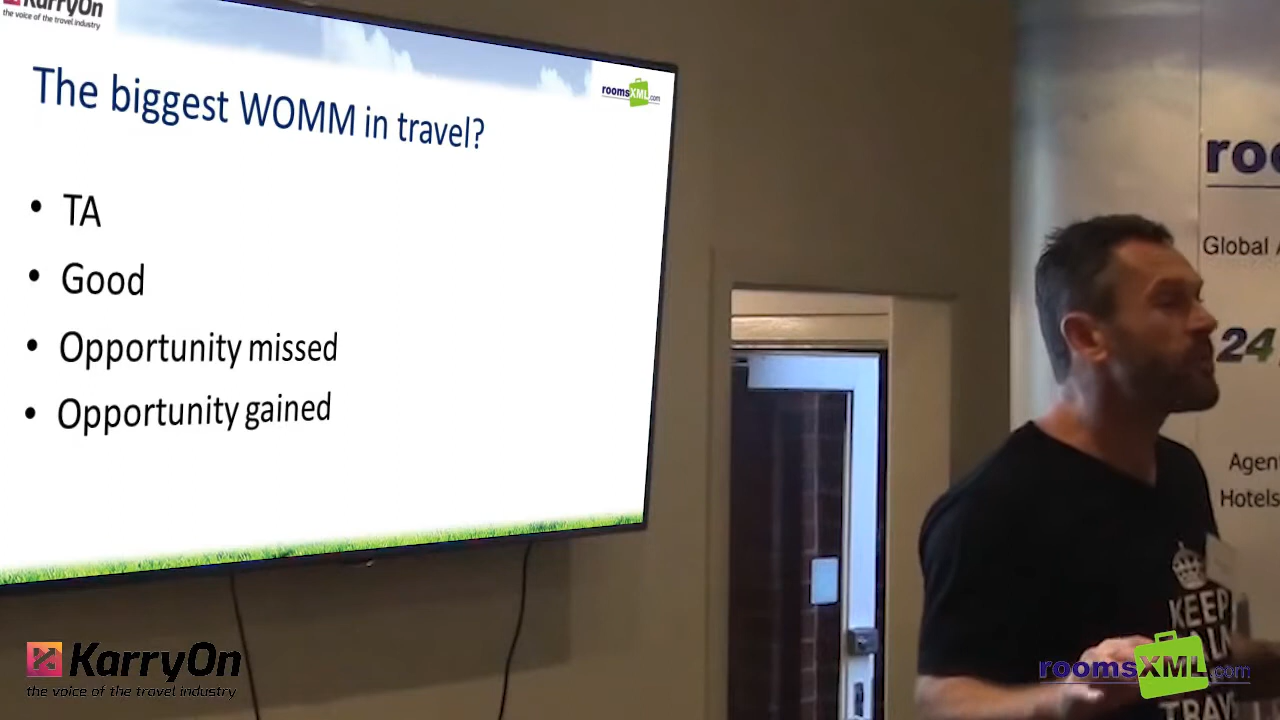 KarryOn
the voice of the travel industry
roomsXML.com
The biggest WOMM in travel?
• TA
• Good
• Opportunity missed
• Opportunity gained
Global
24
Agen
Hotels
KEEP
TRAV
KarryOn
the voice of the travel industry
roomsXML.com